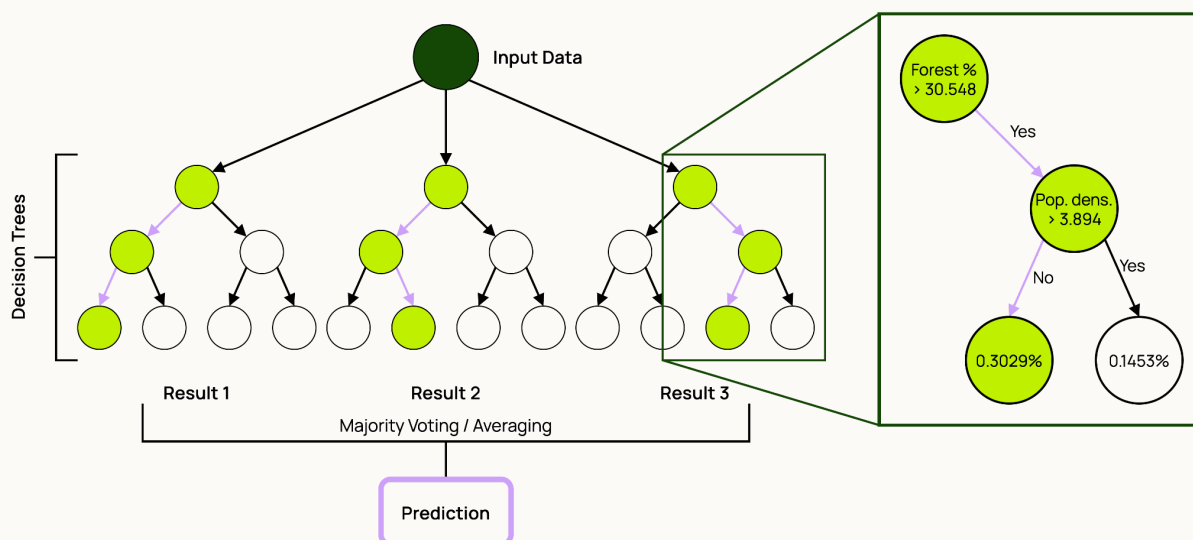 Input Data
Decision Trees
Result 1
Result 2
Result 3
Majority Voting / Averaging
Prediction
Forest %
> 30.548
Yes
Pop. dens.
> 3.894
No
Yes
0.3029%
0.1453%